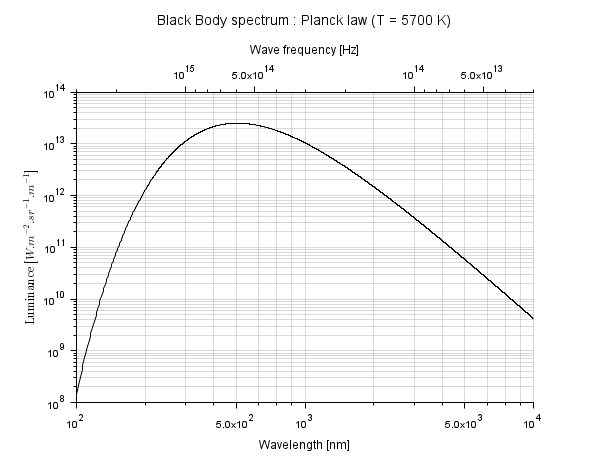 Black Body spectrum : Planck law (T = 5700 K)
Wave frequency [Hz]
10^15 5.0x10^14 10^14 5.0x10^13
10^14
10^13
10^12
10^11
10^10
10^9
10^8
Luminance [W.m^-2.sr^-1.m^-1]
10^2 5.0x10^2 10^3 5.0x10^3 10^4
Wavelength [nm]